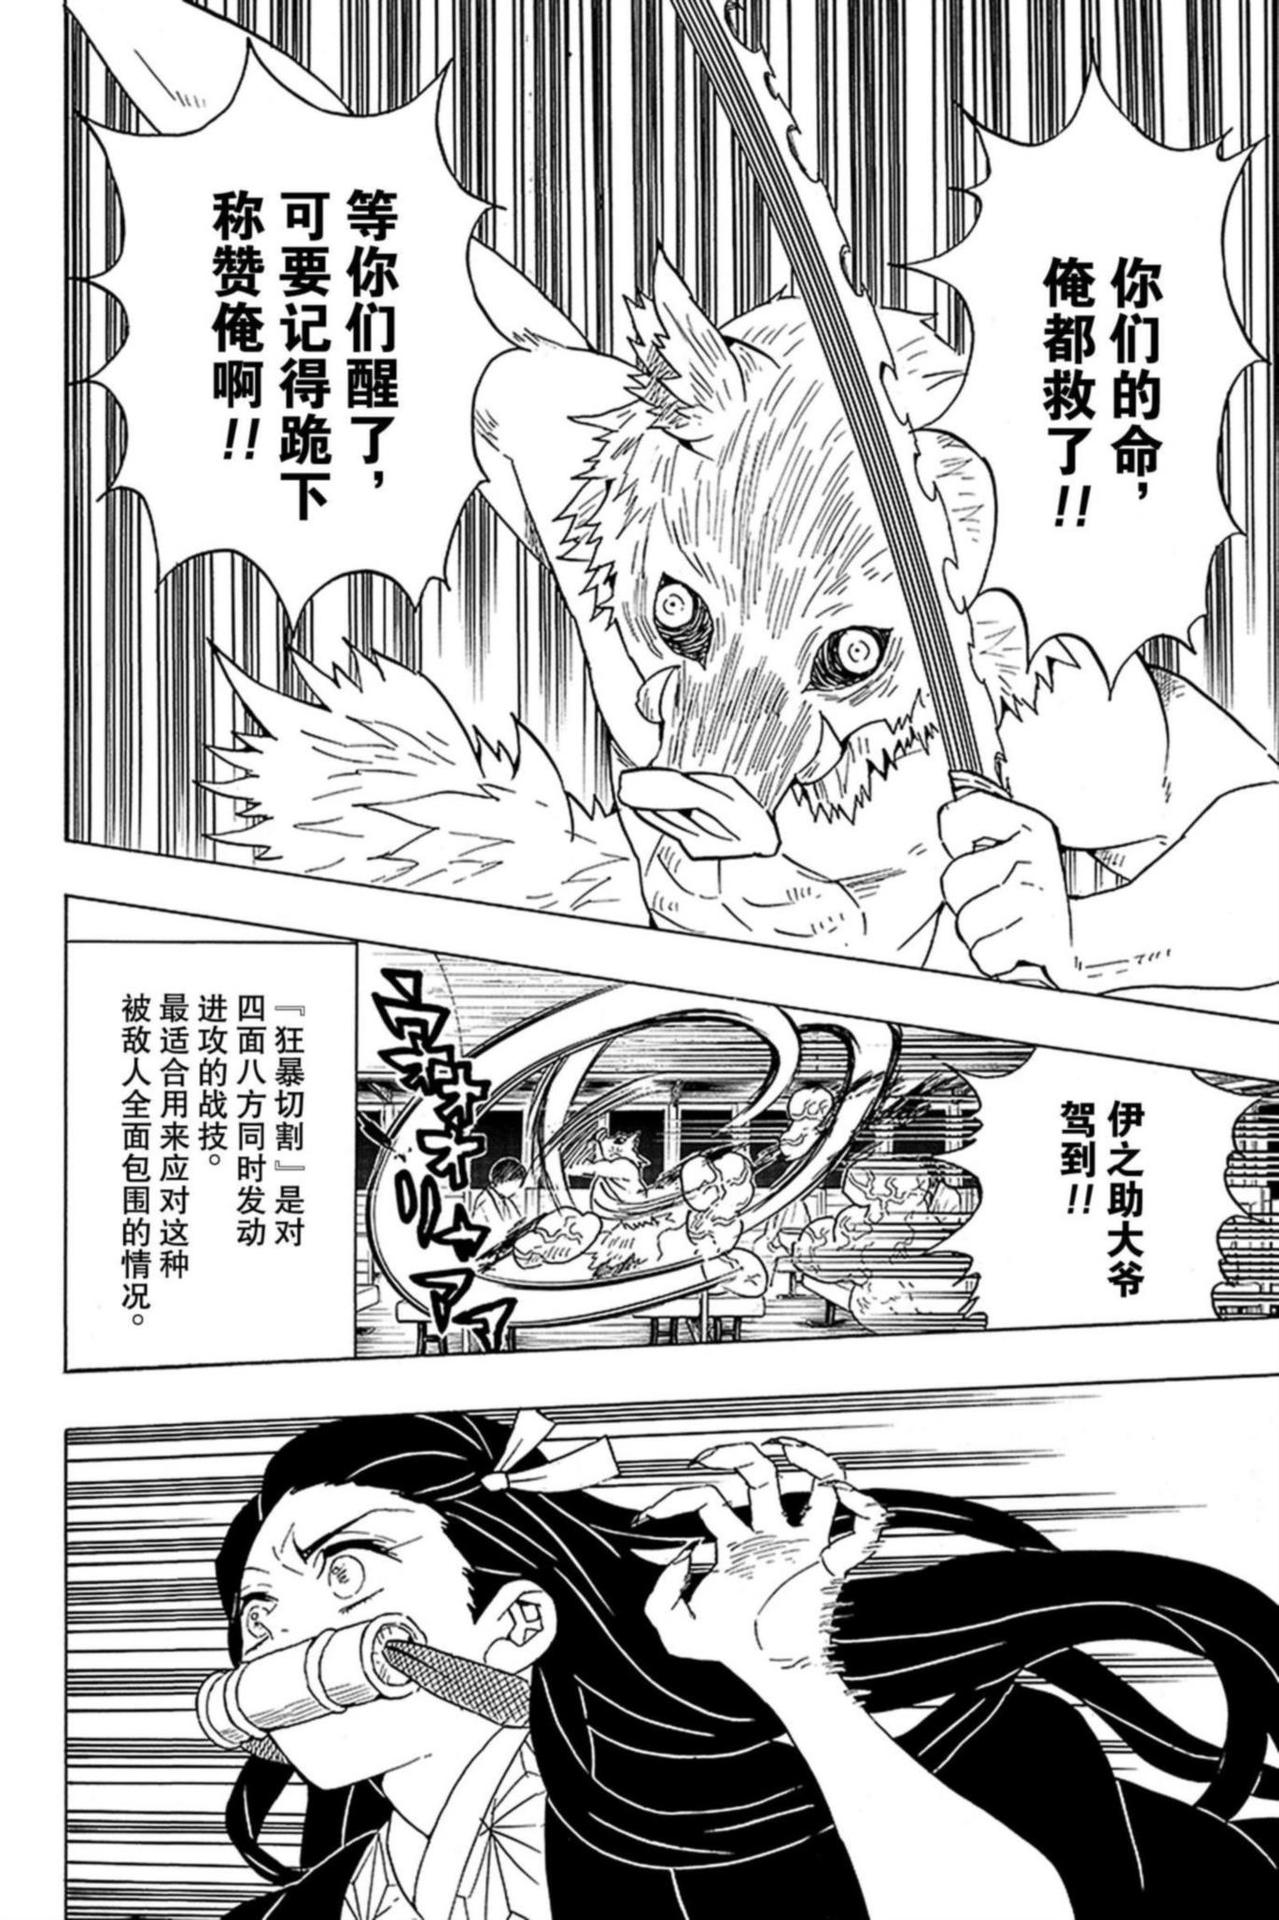 你们的命，
俺都救了!!
等你们醒了，
可要记得跪下
称赞俺啊!!
伊之助大爷
驾到!!
『狂暴切割』是对
四面八方同时发动
进攻的战技。
最适合用来应对这种
被敌人全面包围的情况。